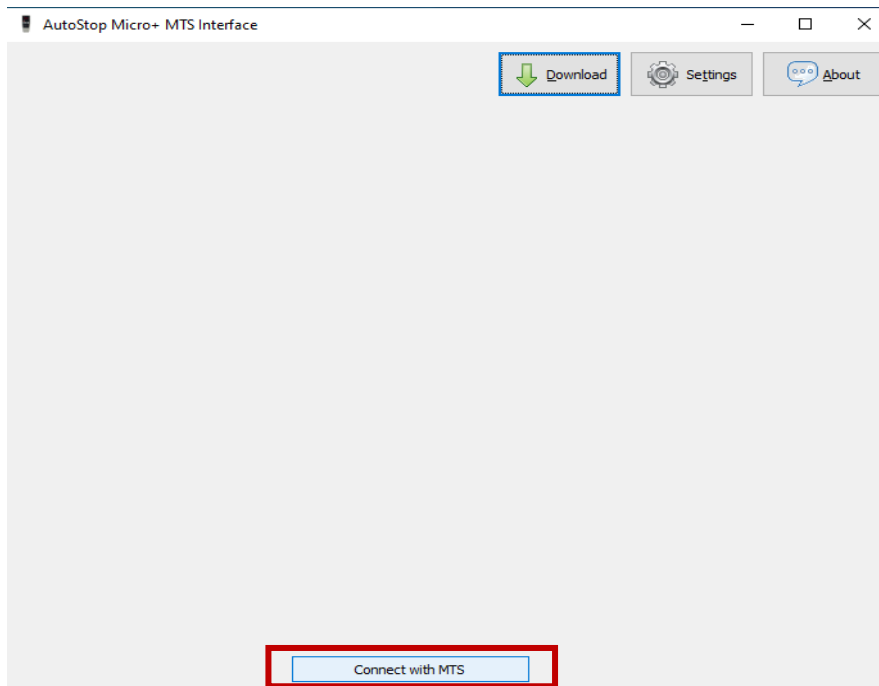 AutoStop Micro+ MTS Interface
Download
Settings
About
Connect with MTS